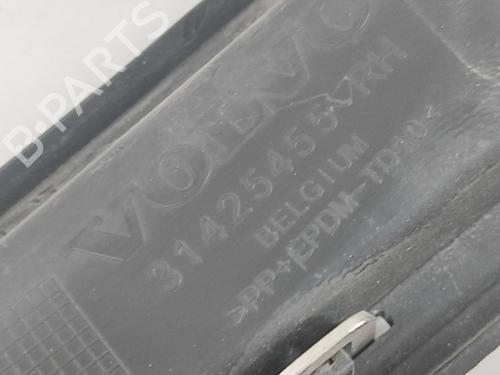 B-PARTS
VOLVO
31425455 RH
BELGIUM
>PP+EPDM-TD10<